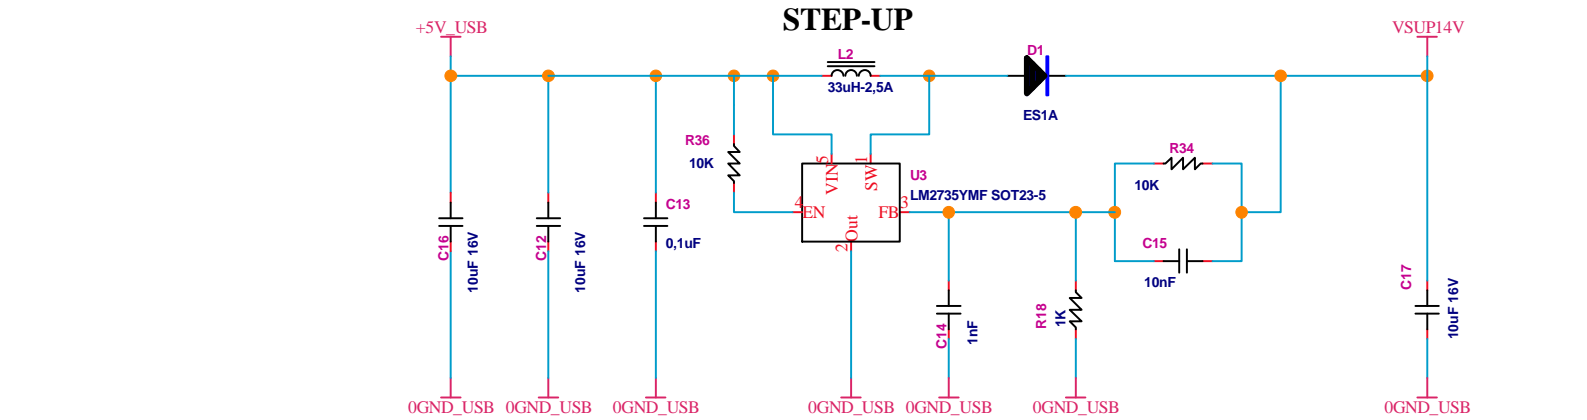 STEP-UP
+5V_USB
VSUP14V
L2
33uH-2,5A
D1
ES1A
R36
10K
VIN
5
SW
1
U3
LM2735YMF SOT23-5
4
EN
FB
3
Out
2
R34
10K
C15
10nF
C16
10uF 16V
C12
10uF 16V
C13
0,1uF
C14
1nF
R18
1K
C17
10uF 16V
0GND_USB
0GND_USB
0GND_USB
0GND_USB
0GND_USB
0GND_USB
0GND_USB